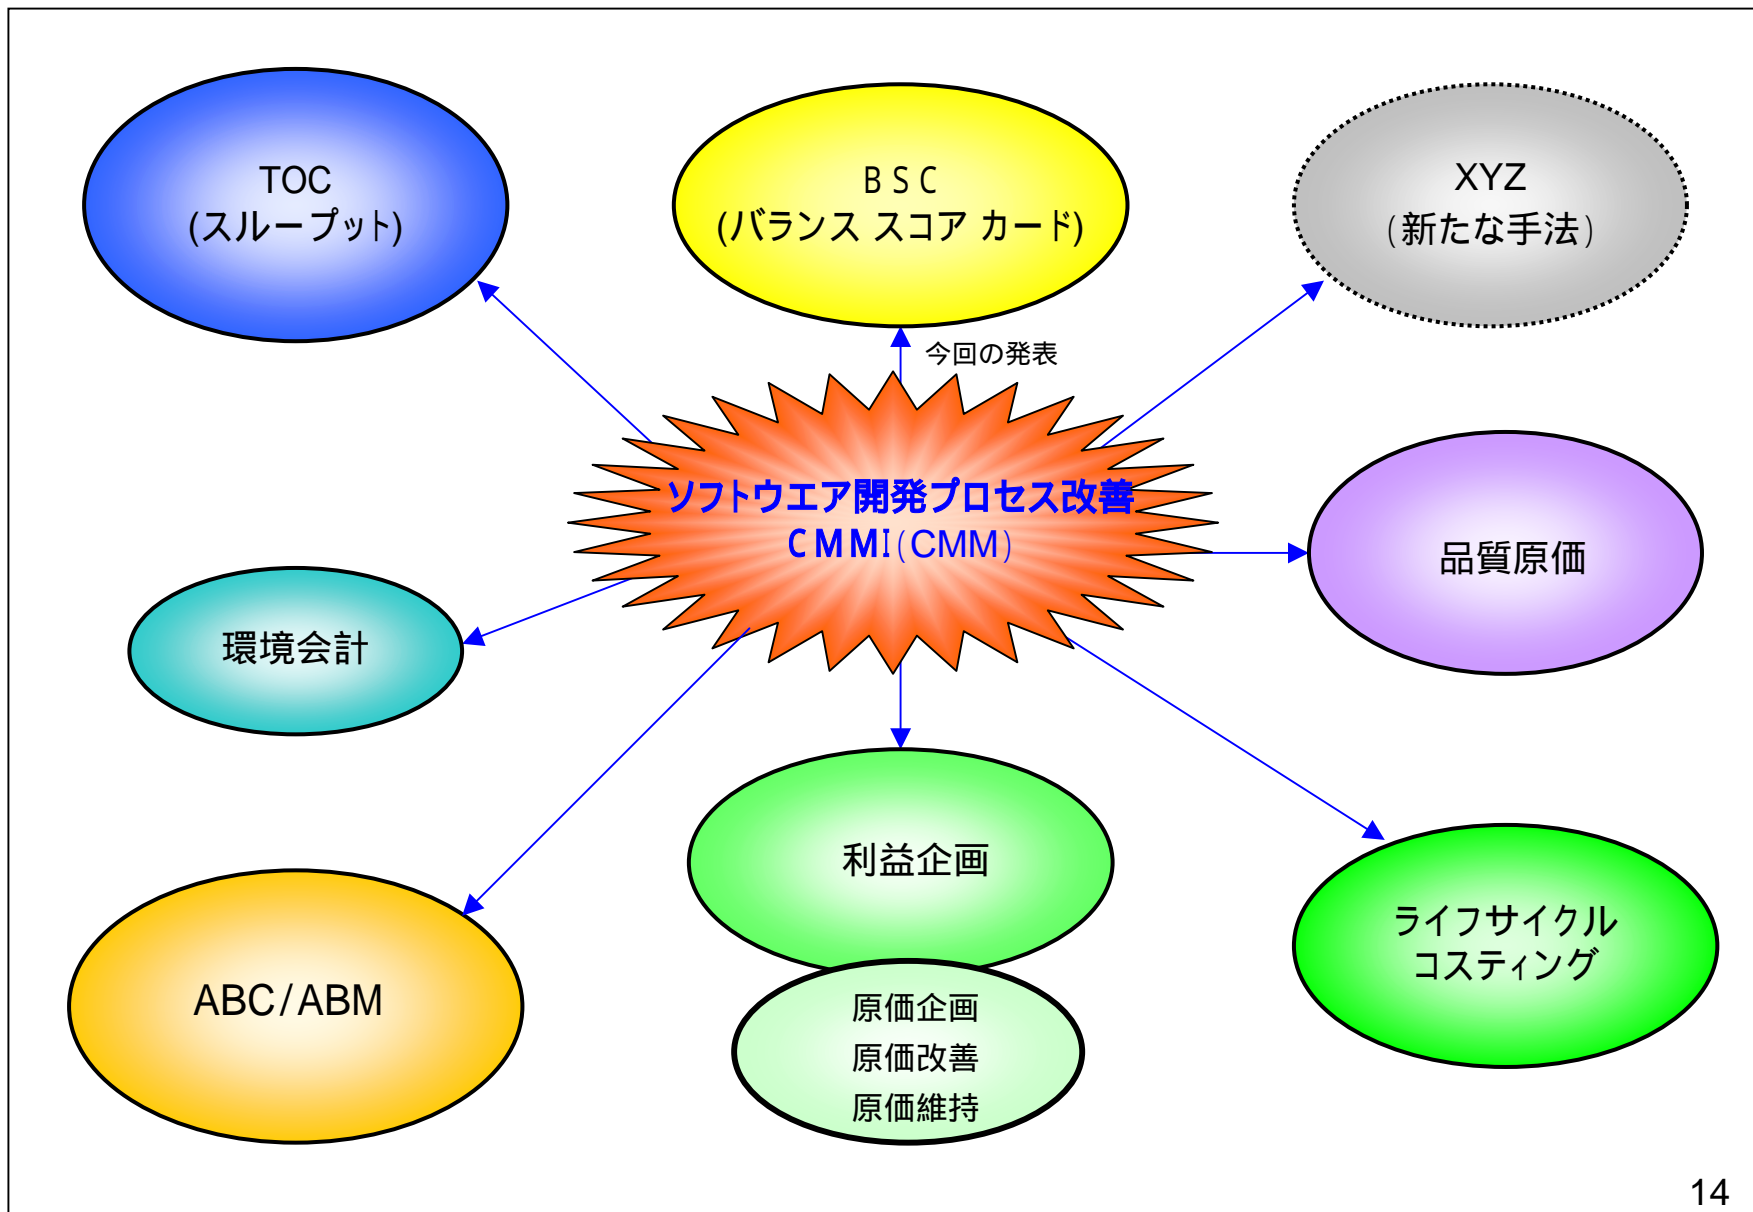 TOC
(スループット)
BSC
(バランス スコア カード)
XYZ
(新たな手法)
今回の発表
ソフトウエア開発プロセス改善
CMMI(CMM)
品質原価
環境会計
利益企画
ライフサイクル
コスティング
ABC/ABM
原価企画
原価改善
原価維持
14